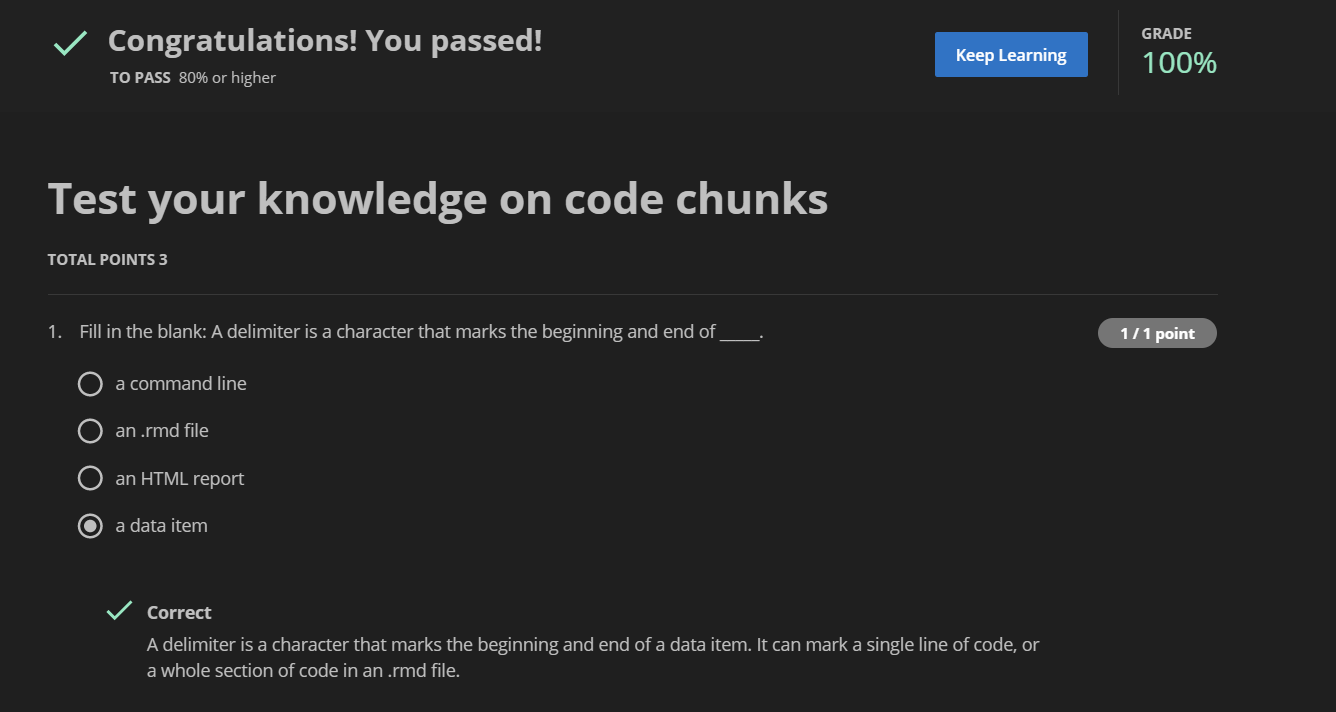 Congratulations! You passed!
TO PASS 80% or higher
Keep Learning
GRADE
100%
Test your knowledge on code chunks
TOTAL POINTS 3
1. Fill in the blank: A delimiter is a character that marks the beginning and end of _____.
1 / 1 point
a command line
an .rmd file
an HTML report
a data item
Correct
A delimiter is a character that marks the beginning and end of a data item. It can mark a single line of code, or
a whole section of code in an .rmd file.